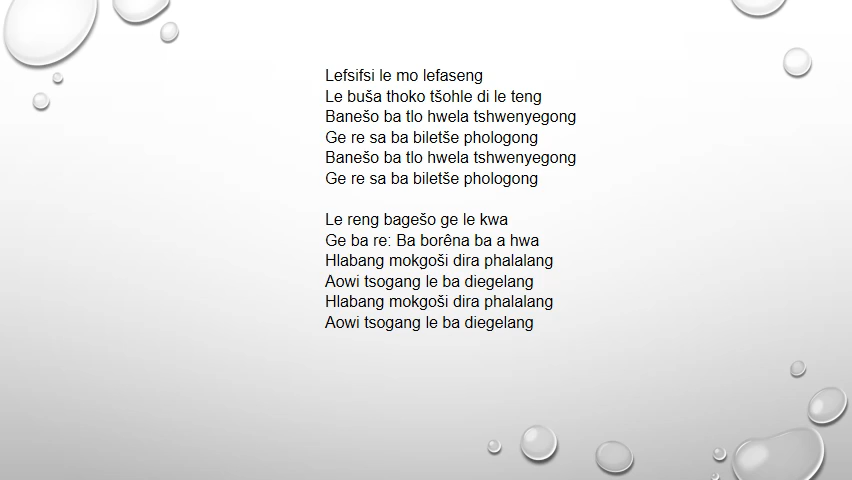 Lefsifsi le mo lefaseng
Le buša thoko tšohle di le teng
Banešo ba tlo hwela tshwenyegong
Ge re sa ba biletše phologong
Banešo ba tlo hwela tshwenyegong
Ge re sa ba biletše phologong

Le reng bagešo ge le kwa
Ge ba re: Ba borêna ba a hwa
Hlabang mokgoši dira phalalang
Aowi tsogang le ba diegelang
Hlabang mokgoši dira phalalang
Aowi tsogang le ba diegelang